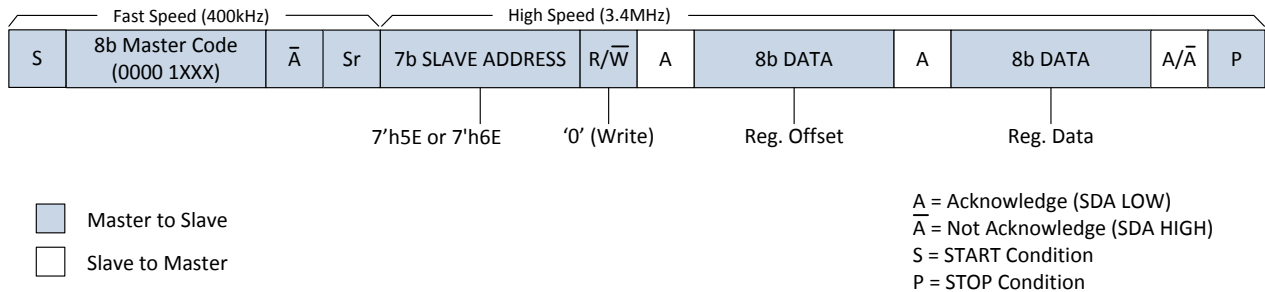 Fast Speed (400kHz) High Speed (3.4MHz)
S 8b Master Code (0000 1XXX) A̅ Sr 7b SLAVE ADDRESS R/W̅ A 8b DATA A 8b DATA A/A̅ P
7'h5E or 7'h6E '0' (Write) Reg. Offset Reg. Data
Master to Slave
Slave to Master
A = Acknowledge (SDA LOW)
A̅ = Not Acknowledge (SDA HIGH)
S = START Condition
P = STOP Condition